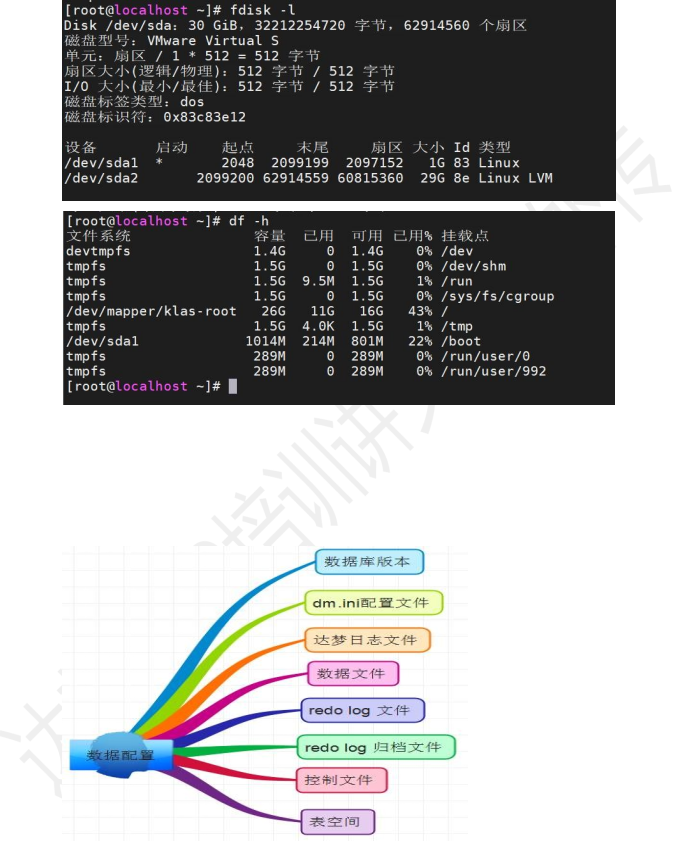 [root@localhost ~]# fdisk -l
Disk /dev/sda：30 GiB，32212254720 字节，62914560 个扇区
磁盘型号：VMware Virtual S
单元：扇区 / 1 * 512 = 512 字节
扇区大小(逻辑/物理)：512 字节 / 512 字节
I/O 大小(最小/最佳)：512 字节 / 512 字节
磁盘标签类型：dos
磁盘标识符：0x83c83e12
设备 启动 起点 末尾 扇区 大小 Id 类型
/dev/sda1 * 2048 2099199 2097152 1G 83 Linux
/dev/sda2 2099200 62914559 60815360 29G 8e Linux LVM
[root@localhost ~]# df -h
文件系统 容量 已用 可用 已用% 挂载点
devtmpfs 1.4G 0 1.4G 0% /dev
tmpfs 1.5G 0 1.5G 0% /dev/shm
tmpfs 1.5G 9.5M 1.5G 1% /run
tmpfs 1.5G 0 1.5G 0% /sys/fs/cgroup
/dev/mapper/klas-root 26G 11G 16G 43% /
tmpfs 1.5G 4.0K 1.5G 1% /tmp
/dev/sda1 1014M 214M 801M 22% /boot
tmpfs 289M 0 289M 0% /run/user/0
tmpfs 289M 0 289M 0% /run/user/992
[root@localhost ~]#
数据库版本
dm.ini配置文件
达梦日志文件
数据文件
redo log 文件
redo log 归档文件
控制文件
表空间
数据配置
培训讲
传